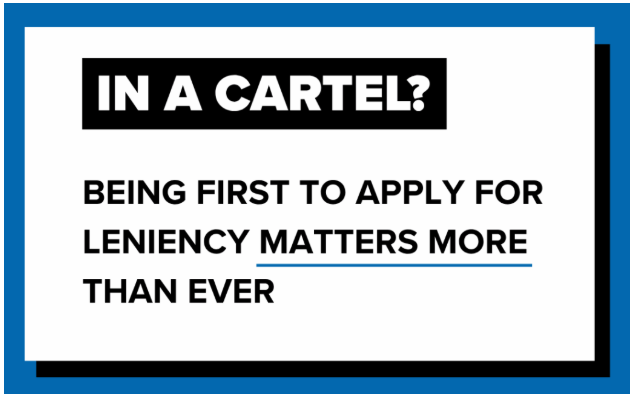 IN A CARTEL?
BEING FIRST TO APPLY FOR
LENIENCY MATTERS MORE
THAN EVER